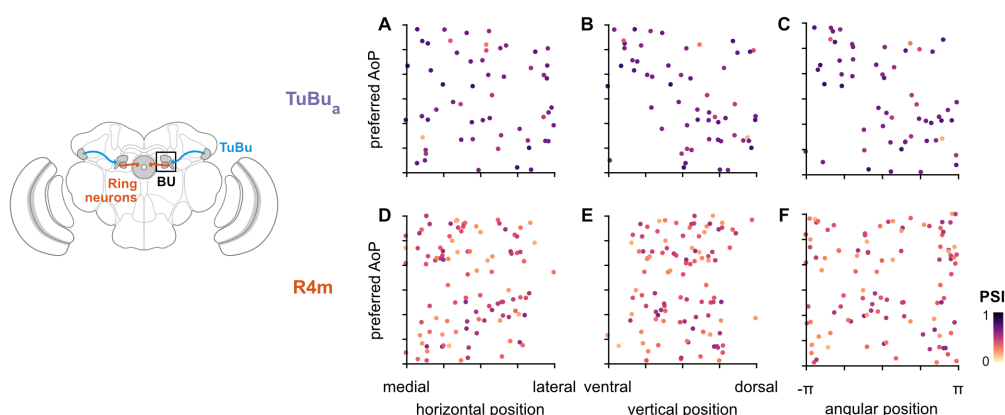 A
B
C
preferred AoP
TuBu_a
TuBu
Ring
neurons
BU
D
E
F
preferred AoP
R4m
PSI
1
0
medial
lateral
ventral
dorsal
-π
π
horizontal position
vertical position
angular position